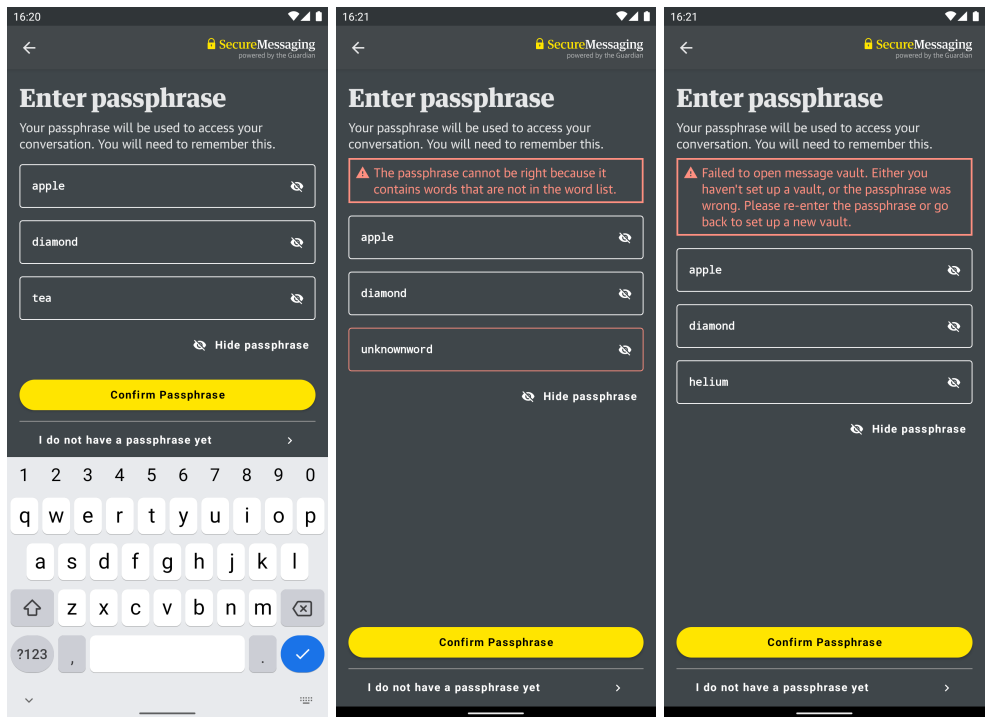 16:20
SecureMessaging
powered by the Guardian
Enter passphrase
Your passphrase will be used to access your
conversation. You will need to remember this.
apple
diamond
tea
Hide passphrase
Confirm Passphrase
I do not have a passphrase yet
1 2 3 4 5 6 7 8 9 0
q w e r t y u i o p
a s d f g h j k l
z x c v b n m
?123 , .
16:21
SecureMessaging
powered by the Guardian
Enter passphrase
Your passphrase will be used to access your
conversation. You will need to remember this.
The passphrase cannot be right because it
contains words that are not in the word list.
apple
diamond
unknownword
Hide passphrase
Confirm Passphrase
I do not have a passphrase yet
16:21
SecureMessaging
powered by the Guardian
Enter passphrase
Your passphrase will be used to access your
conversation. You will need to remember this.
Failed to open message vault. Either you
haven't set up a vault, or the passphrase was
wrong. Please re-enter the passphrase or go
back to set up a new vault.
apple
diamond
helium
Hide passphrase
Confirm Passphrase
I do not have a passphrase yet